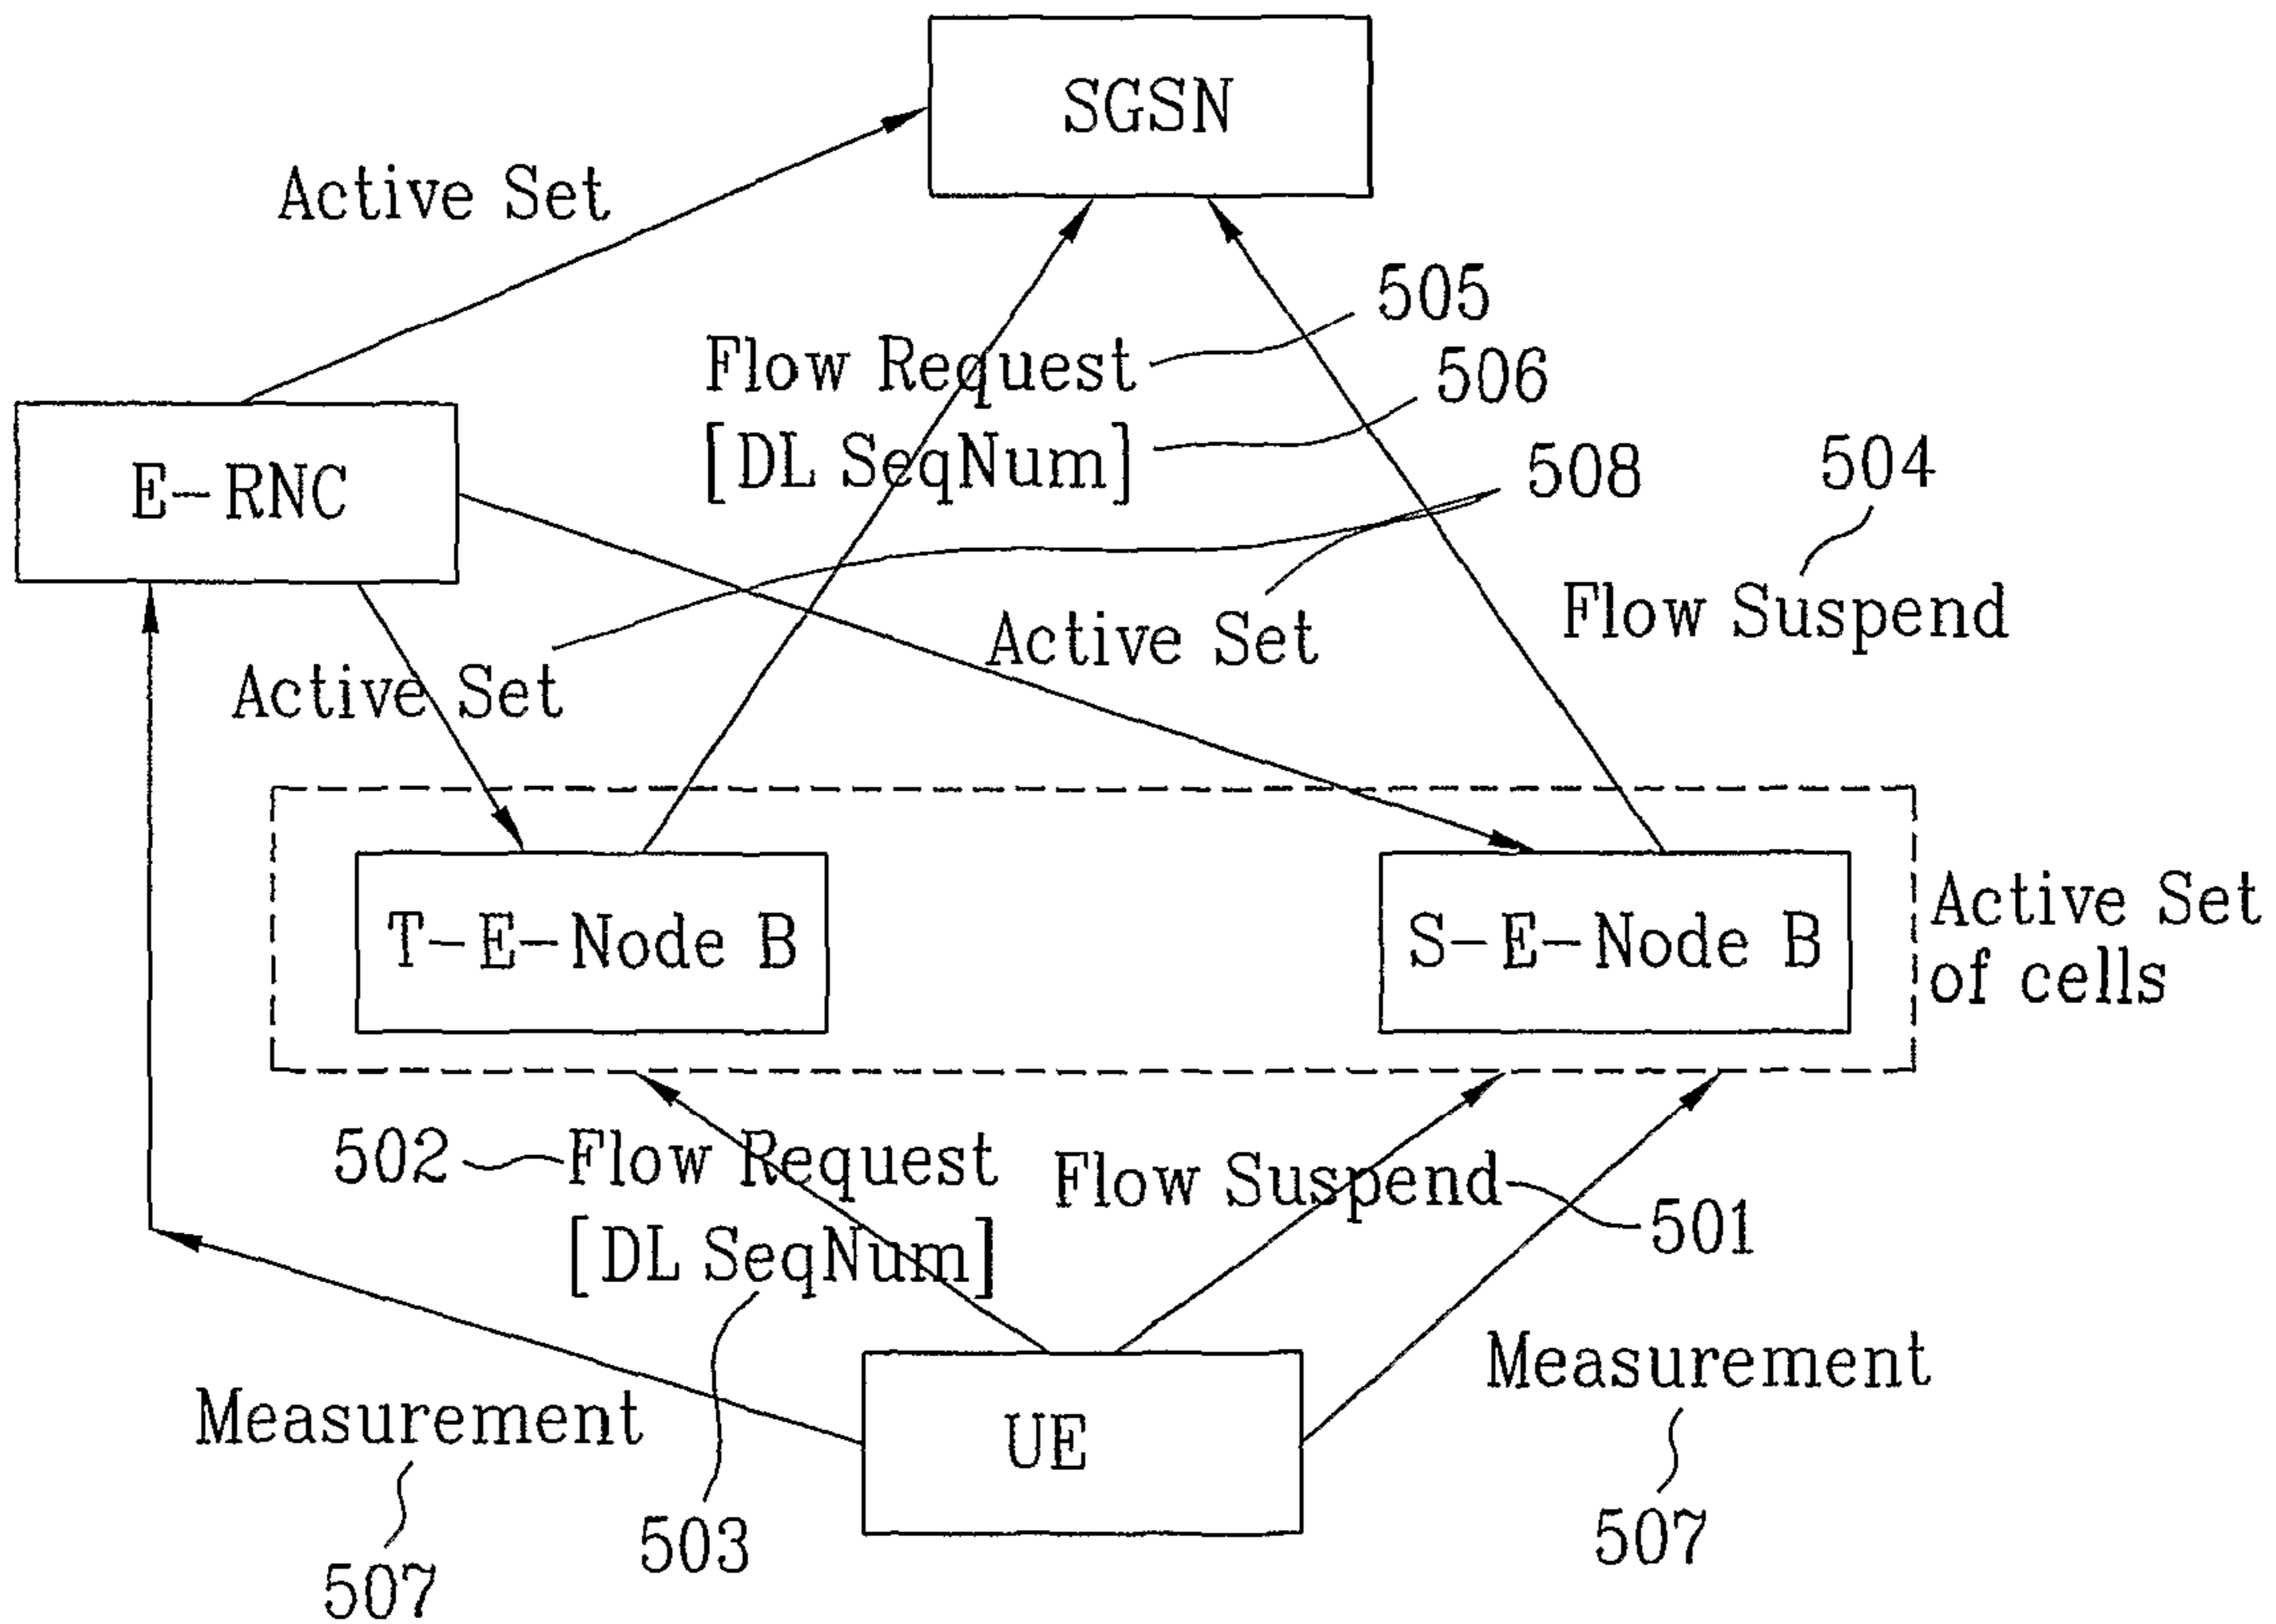 SGSN
Active Set
505
Flow Request
506
[DL SeqNum]
E-RNC
508
504
Flow Suspend
Active Set
Active Set
T-E-Node B
S-E-Node B
Active Set
of cells
502
Flow Request
Flow Suspend
501
[DL SeqNum]
Measurement
Measurement
UE
503
507
507